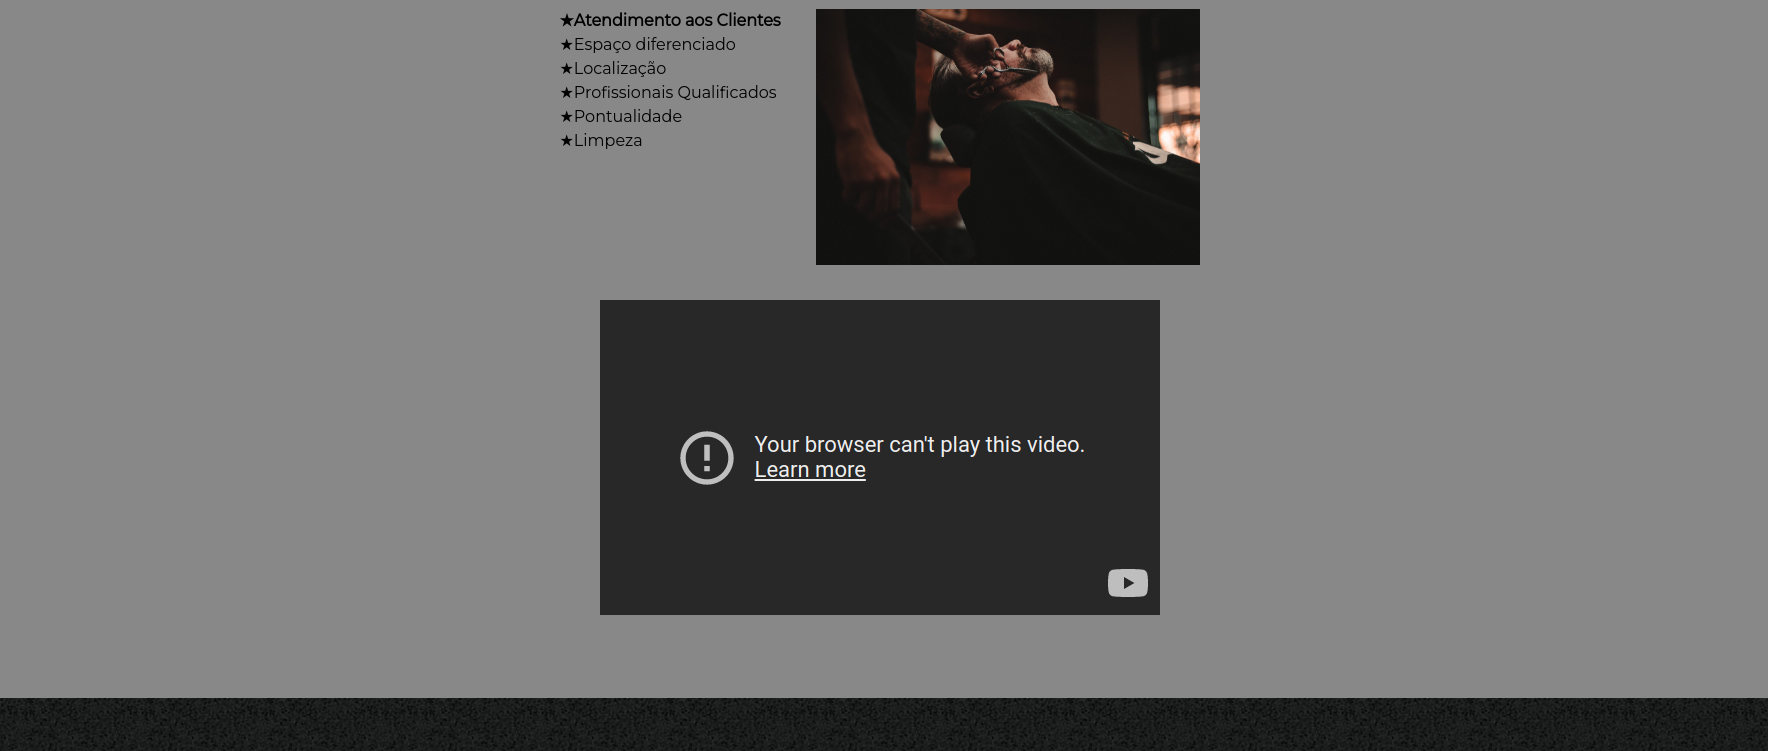 ★Atendimento aos Clientes
★Espaço diferenciado
★Localização
★Profissionais Qualificados
★Pontualidade
★Limpeza
Your browser can't play this video.
Learn more